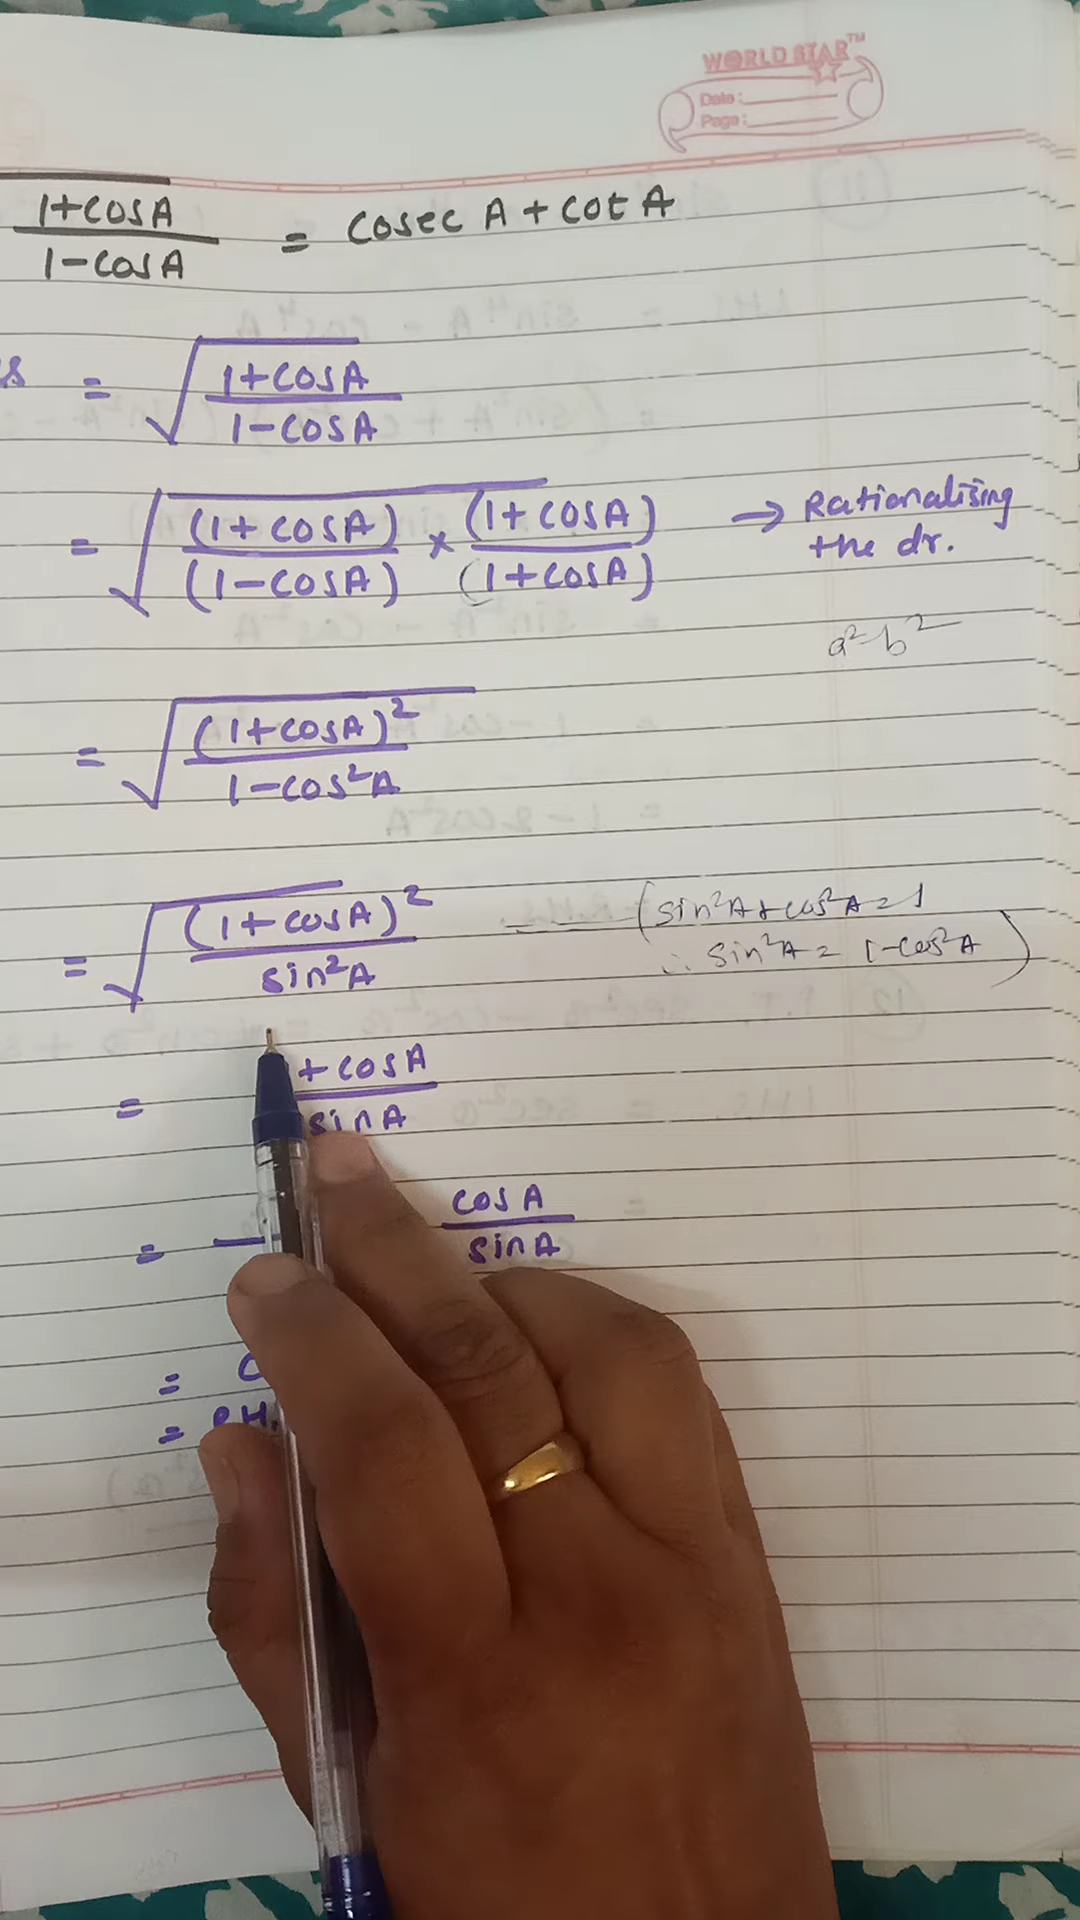 WORLD STAR™
Date:
Page:
1+cosA / 1-cosA = cosec A + cot A
= √(1+cosA / 1-cosA)
= √((1+cosA) / (1-cosA) × (1+cosA) / (1+cosA)) → Rationalising
the dr.
a²-b²
= √((1+cosA)² / 1-cos²A)
= √((1+cosA)² / sin²A) (sin²A+cos²A=1
∴ sin²A= 1-cos²A)
= +cosA / sinA
= cosA / sinA
=
= RH